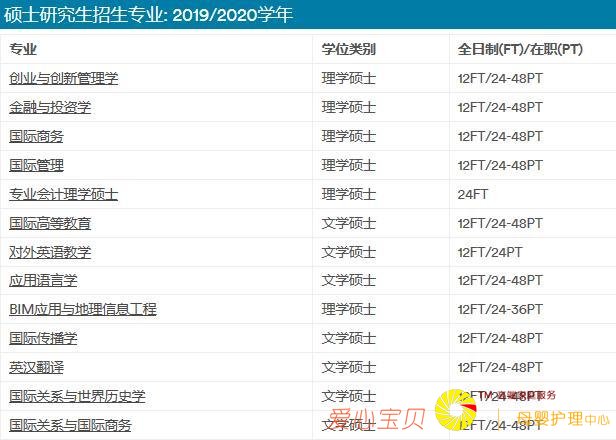 硕士研究生招生专业: 2019/2020学年
专业 学位类别 全日制(FT)/在职(PT)
创业与创新管理学 理学硕士 12FT/24-48PT
金融与投资学 理学硕士 12FT/24-48PT
国际商务 理学硕士 12FT/24-48PT
国际管理 理学硕士 12FT/24-48PT
专业会计理学硕士 理学硕士 24FT
国际高等教育 文学硕士 12FT/24-48PT
对外英语教学 文学硕士 12FT/24PT
应用语言学 文学硕士 12FT/24-48PT
BIM应用与地理信息工程 理学硕士 12FT/24-36PT
国际传播学 文学硕士 12FT/24-48PT
英汉翻译 文学硕士 12FT/24-48PT
国际关系与世界历史学 文学硕士 12FT/24-48PT
国际关系与国际商务 文学硕士 12FT/24-48PT
爱心宝贝
TM
服务
母婴护理中心